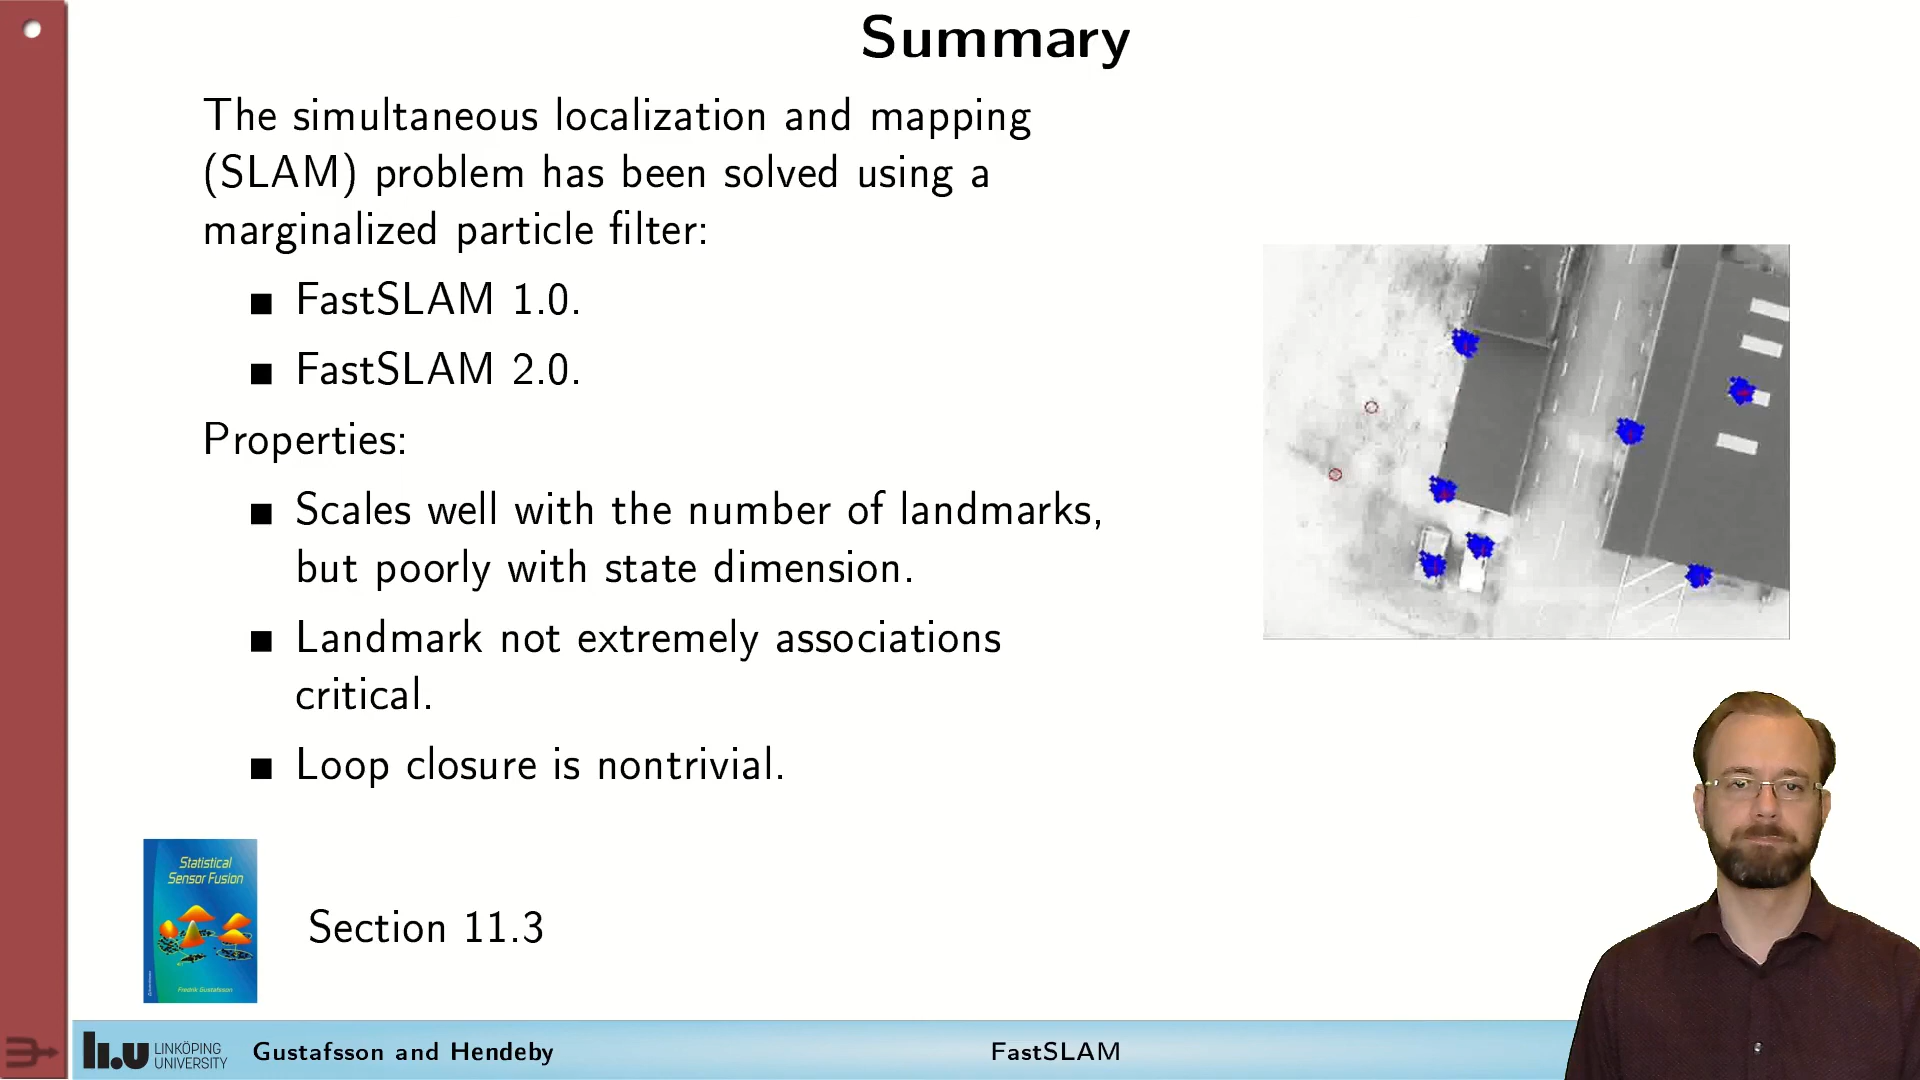 Summary
The simultaneous localization and mapping
(SLAM) problem has been solved using a
marginalized particle filter:
■ FastSLAM 1.0.
■ FastSLAM 2.0.
Properties:
■ Scales well with the number of landmarks,
but poorly with state dimension.
■ Landmark not extremely associations
critical.
■ Loop closure is nontrivial.
Statistical
Sensor Fusion
Fredrik Gustafsson
Section 11.3
li.u LINKÖPING
UNIVERSITY
Gustafsson and Hendeby
FastSLAM